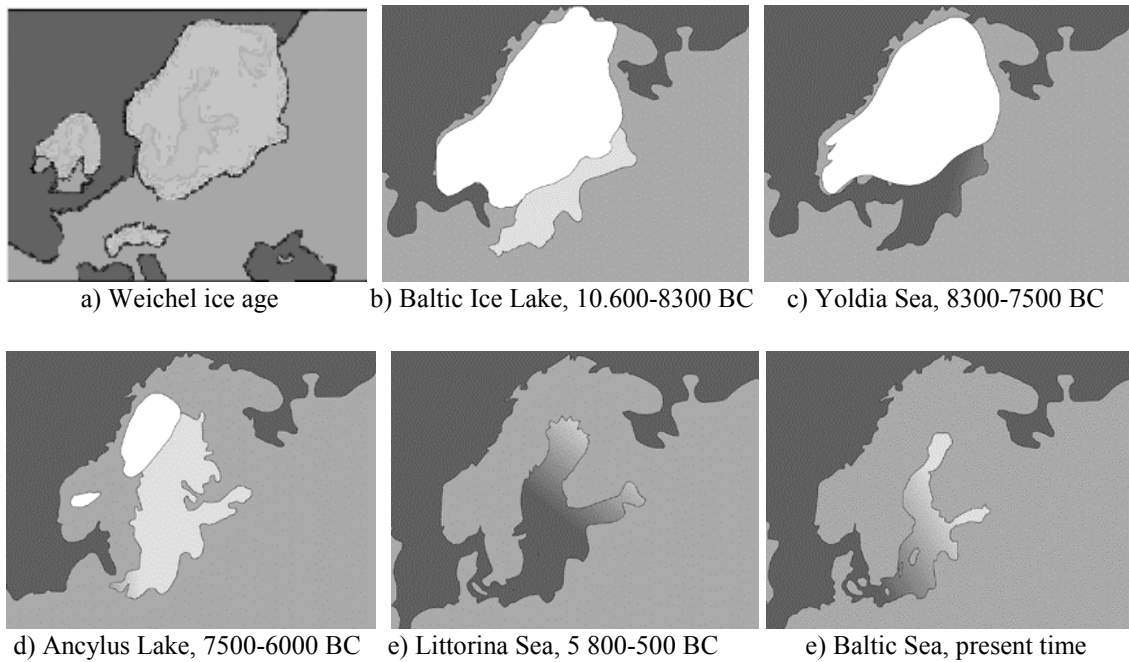 a) Weichel ice age
b) Baltic Ice Lake, 10.600-8300 BC
c) Yoldia Sea, 8300-7500 BC
d) Ancylus Lake, 7500-6000 BC
e) Littorina Sea, 5 800-500 BC
e) Baltic Sea, present time